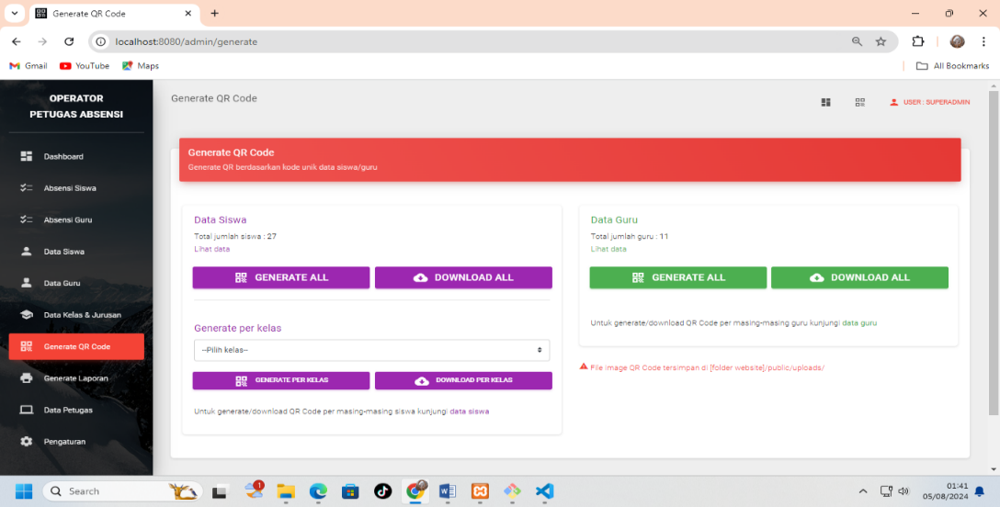 Generate QR Code
localhost:8080/admin/generate
Gmail YouTube Maps All Bookmarks
OPERATOR
PETUGAS ABSENSI
Dashboard
Absensi Siswa
Absensi Guru
Data Siswa
Data Guru
Data Kelas & Jurusan
Generate QR Code
Generate Laporan
Data Petugas
Pengaturan
Generate QR Code
USER : SUPERADMIN
Generate QR Code
Generate QR berdasarkan kode unik data siswa/guru
Data Siswa
Total jumlah siswa : 27
Lihat data
GENERATE ALL DOWNLOAD ALL
Generate per kelas
--Pilih kelas--
GENERATE PER KELAS DOWNLOAD PER KELAS
Untuk generate/download QR Code per masing-masing siswa kunjungi data siswa
Data Guru
Total jumlah guru : 11
Lihat data
GENERATE ALL DOWNLOAD ALL
Untuk generate/download QR Code per masing-masing guru kunjungi data guru
File image QR Code tersimpan di [folder website]/public/uploads/
Search
1
01:41
05/08/2024